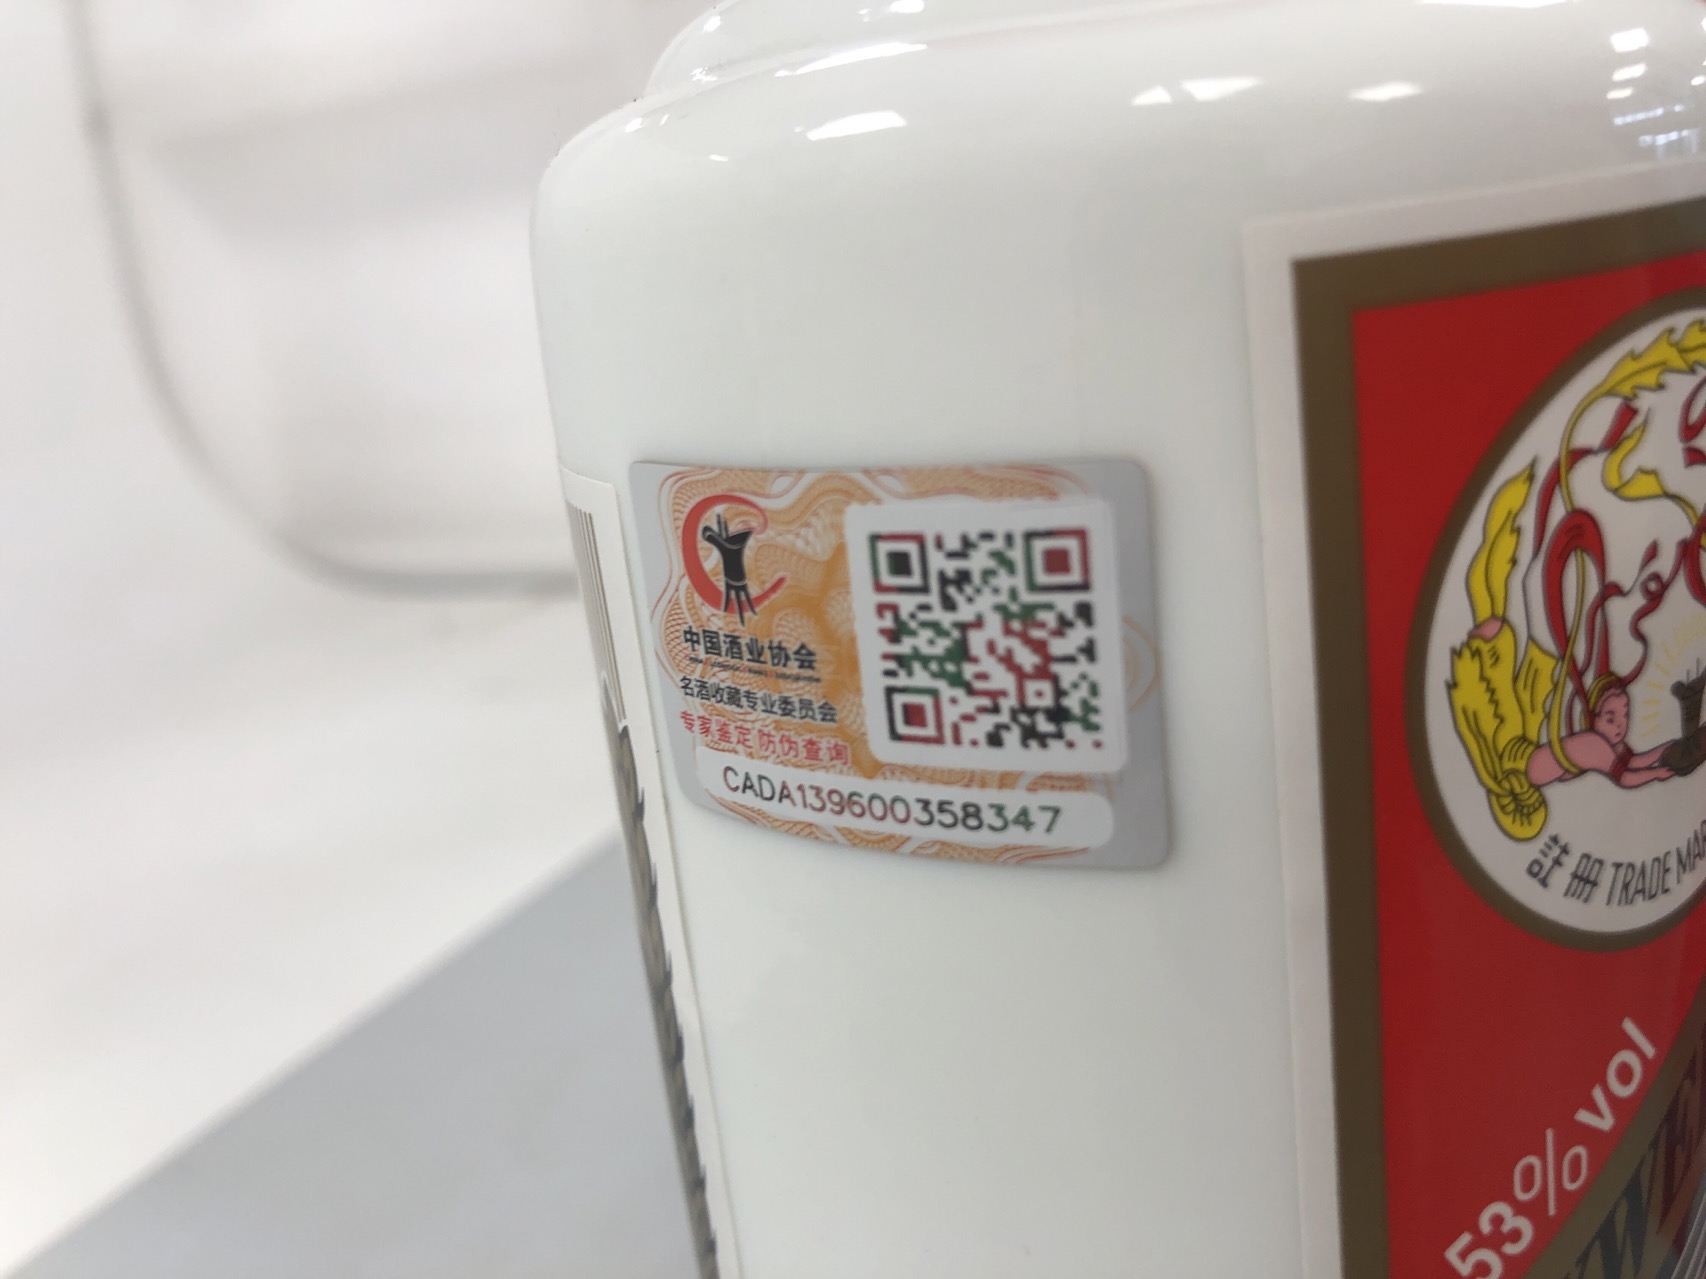 中国酒业协会
名酒收藏专业委员会
专家鉴定 防伪查询
CADA139600358347
註册 TRADE MAR
53% vol